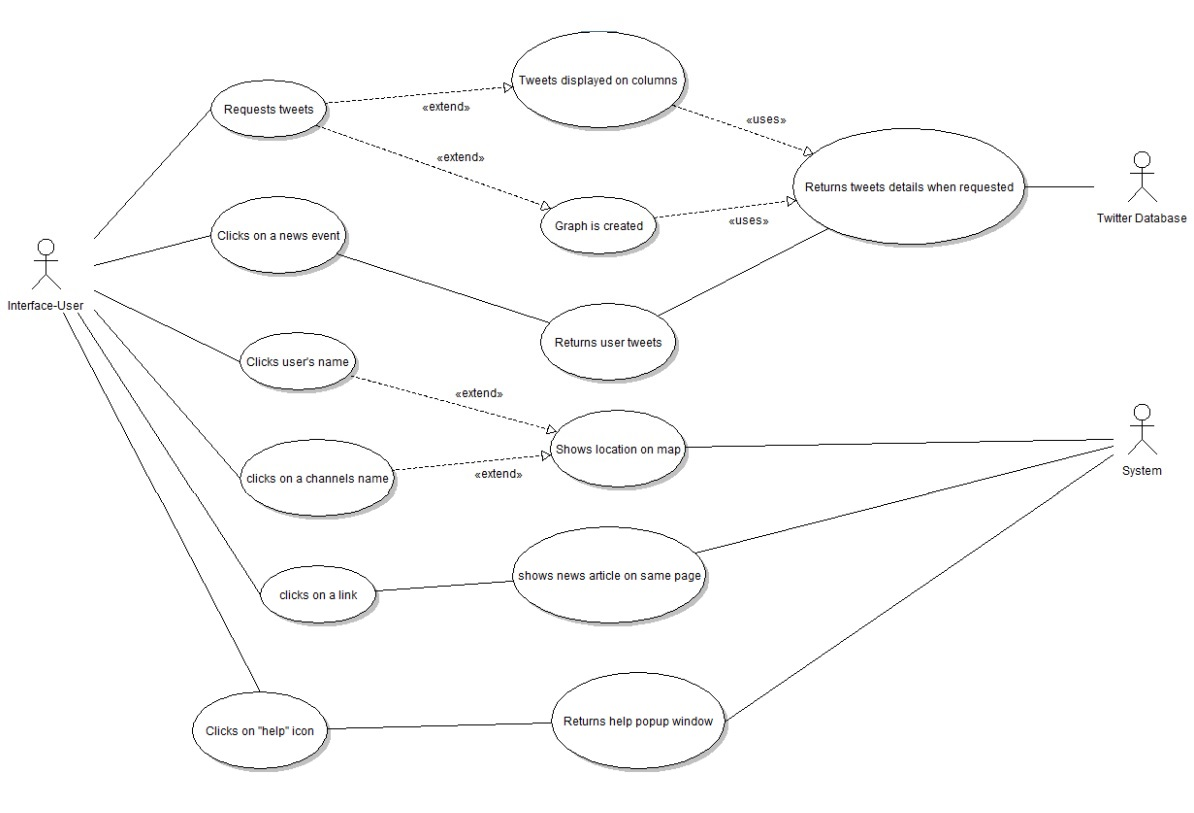 Tweets displayed on columns
Requests tweets
«extend»
«uses»
«extend»
Returns tweets details when requested
Twitter Database
Graph is created
«uses»
Clicks on a news event
Interface-User
Returns user tweets
Clicks user's name
«extend»
Shows location on map
System
clicks on a channels name
«extend»
shows news article on same page
clicks on a link
Returns help popup window
Clicks on "help" icon